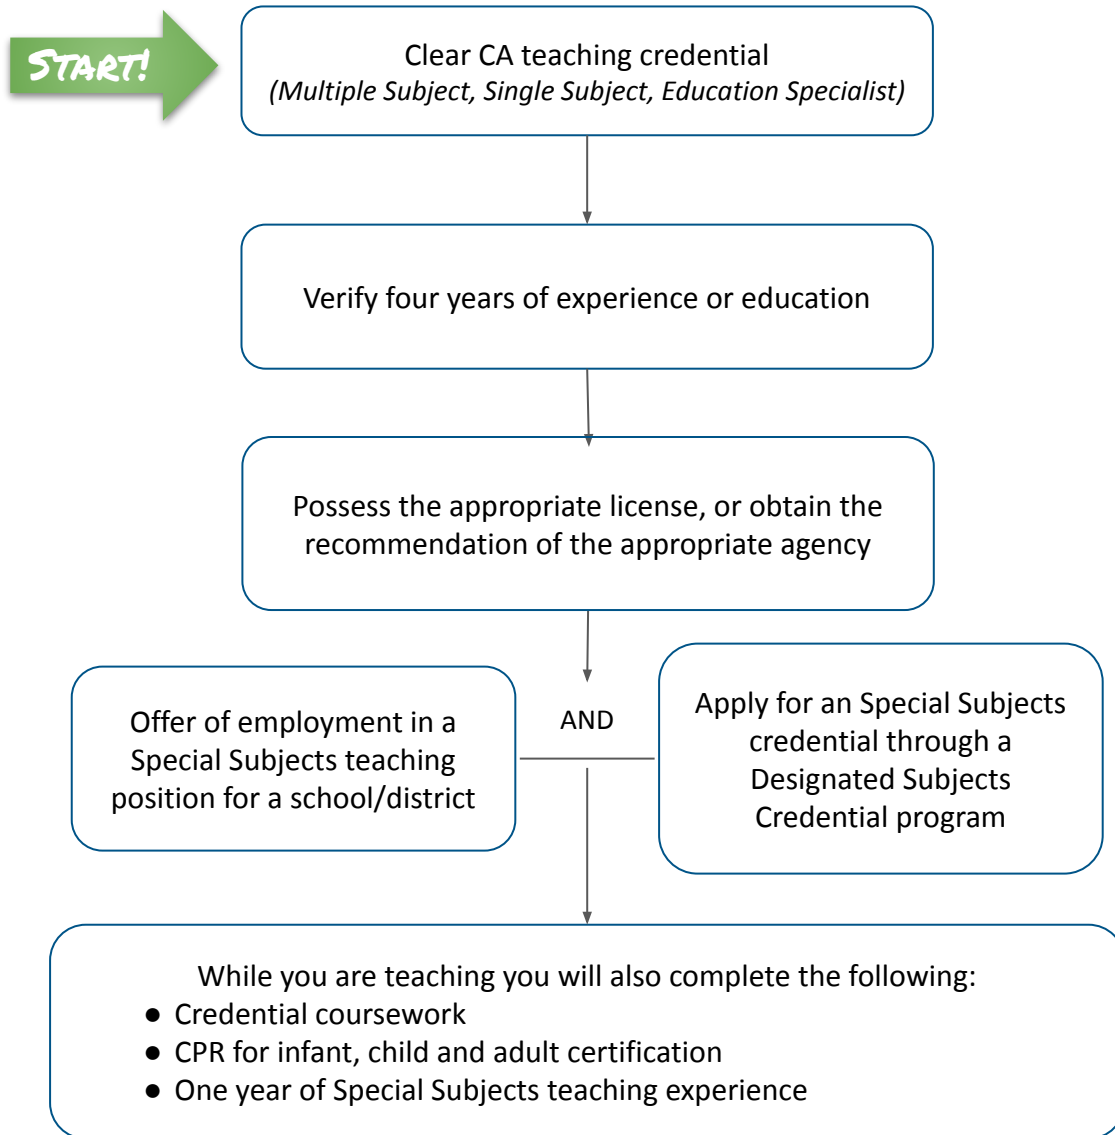 START!
Clear CA teaching credential
(Multiple Subject, Single Subject, Education Specialist)
Verify four years of experience or education
Possess the appropriate license, or obtain the
recommendation of the appropriate agency
Offer of employment in a
Special Subjects teaching
position for a school/district
AND
Apply for an Special Subjects
credential through a
Designated Subjects
Credential program
While you are teaching you will also complete the following:
● Credential coursework
● CPR for infant, child and adult certification
● One year of Special Subjects teaching experience